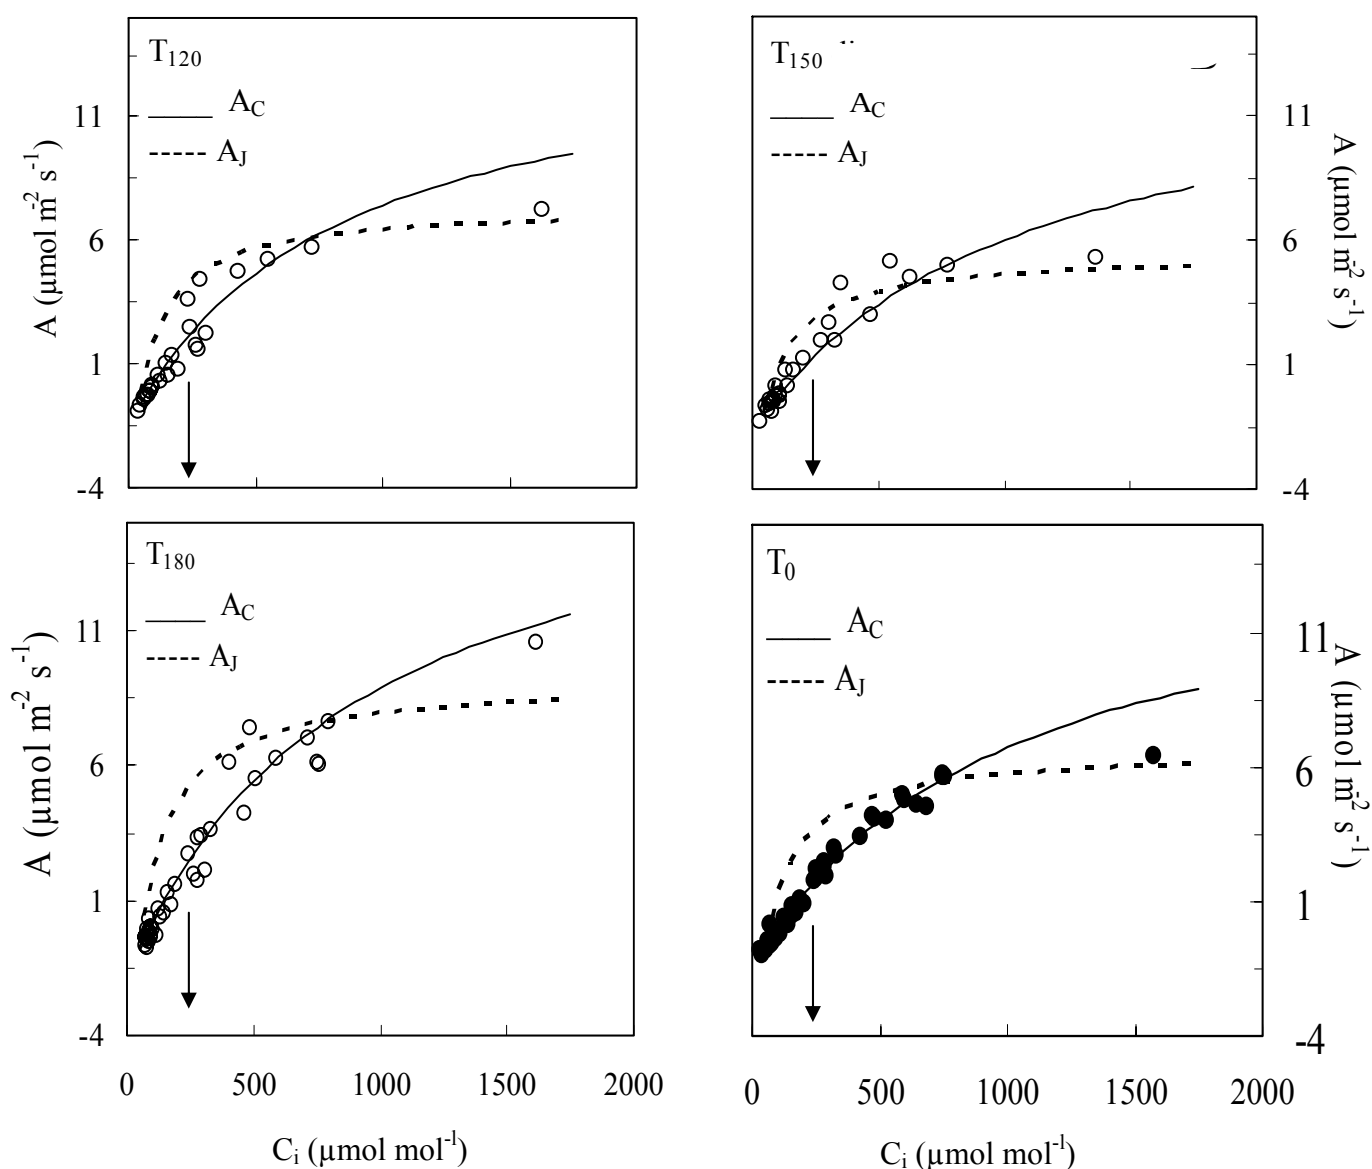 T120
AC
AJ
11
6
1
-4
A (µmol m-2 s-1)
T150
AC
AJ
11
6
1
-4
A (µmol m-2 s-1)
T180
AC
AJ
11
6
1
-4
A (µmol m-2 s-1)
0 500 1000 1500 2000
Ci (µmol mol-1)
T0
AC
AJ
11
6
1
-4
A (µmol m-2 s-1)
0 500 1000 1500 2000
Ci (µmol mol-1)